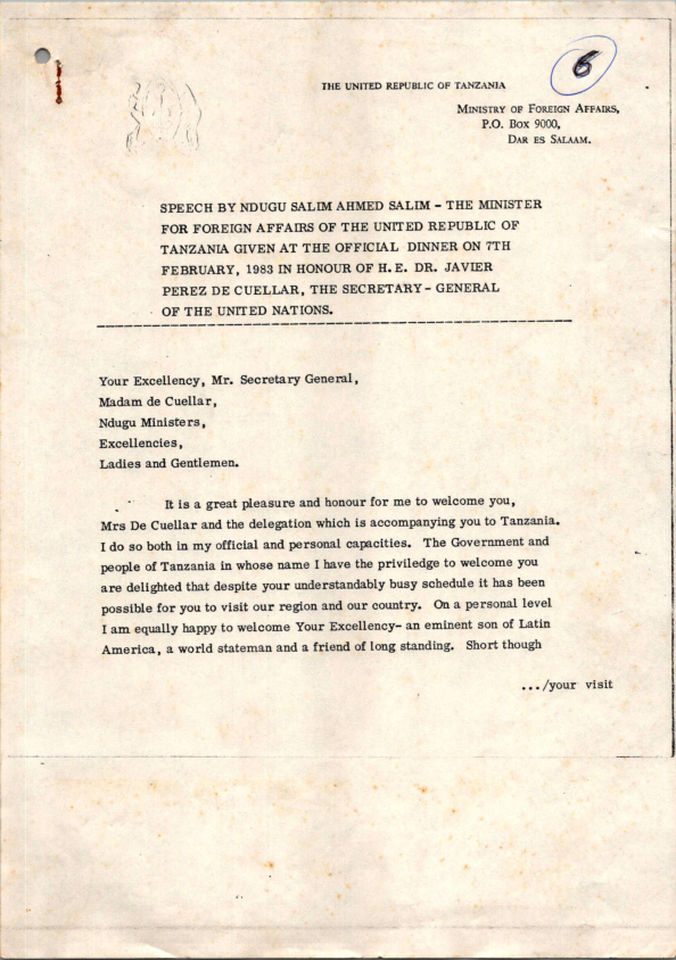 6
THE UNITED REPUBLIC OF TANZANIA
MINISTRY OF FOREIGN AFFAIRS,
P.O. BOX 9000,
DAR ES SALAAM.
SPEECH BY NDUGU SALIM AHMED SALIM - THE MINISTER
FOR FOREIGN AFFAIRS OF THE UNITED REPUBLIC OF
TANZANIA GIVEN AT THE OFFICIAL DINNER ON 7TH
FEBRUARY, 1983 IN HONOUR OF H.E. DR. JAVIER
PEREZ DE CUELLAR, THE SECRETARY-GENERAL
OF THE UNITED NATIONS.
Your Excellency, Mr. Secretary General,
Madam de Cuellar,
Ndugu Ministers,
Excellencies,
Ladies and Gentlemen.
It is a great pleasure and honour for me to welcome you,
Mrs De Cuellar and the delegation which is accompanying you to Tanzania.
I do so both in my official and personal capacities. The Government and
people of Tanzania in whose name I have the priviledge to welcome you
are delighted that despite your understandably busy schedule it has been
possible for you to visit our region and our country. On a personal level
I am equally happy to welcome Your Excellency- an eminent son of Latin
America, a world stateman and a friend of long standing. Short though
.../your visit